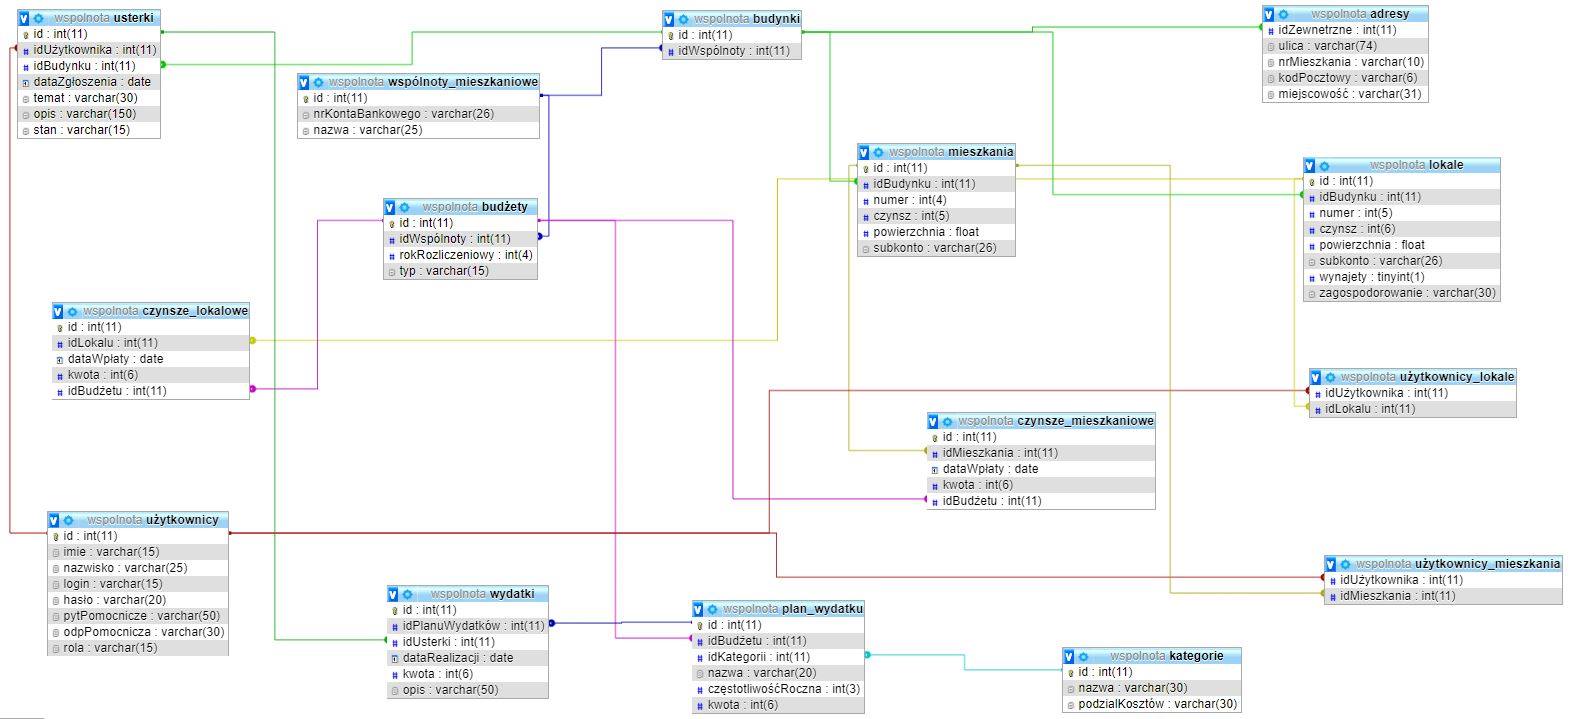 wspolnota usterki
id : int(11)
idUżytkownika : int(11)
idBudynku : int(11)
dataZgłoszenia : date
temat : varchar(30)
opis : varchar(150)
stan : varchar(15)
wspolnota budynki
id : int(11)
idWspólnoty : int(11)
wspolnota adresy
idZewnetrzne : int(11)
ulica : varchar(74)
nrMieszkania : varchar(10)
kodPocztowy : varchar(6)
miejscowość : varchar(31)
wspolnota wspólnoty_mieszkaniowe
id : int(11)
nrKontaBankowego : varchar(26)
nazwa : varchar(25)
wspolnota mieszkania
id : int(11)
idBudynku : int(11)
numer : int(4)
czynsz : int(5)
powierzchnia : float
subkonto : varchar(26)
wspolnota lokale
id : int(11)
idBudynku : int(11)
numer : int(5)
czynsz : int(6)
powierzchnia : float
subkonto : varchar(26)
wynajety : tinyint(1)
zagospodorowanie : varchar(30)
wspolnota budżety
id : int(11)
idWspólnoty : int(11)
rokRozliczeniowy : int(4)
typ : varchar(15)
wspolnota czynsze_lokalowe
id : int(11)
idLokalu : int(11)
dataWpłaty : date
kwota : int(6)
idBudżetu : int(11)
wspolnota użytkownicy_lokale
idUżytkownika : int(11)
idLokalu : int(11)
wspolnota czynsze_mieszkaniowe
id : int(11)
idMieszkania : int(11)
dataWpłaty : date
kwota : int(6)
idBudżetu : int(11)
wspolnota użytkownicy
id : int(11)
imie : varchar(15)
nazwisko : varchar(25)
login : varchar(15)
hasło : varchar(20)
pytPomocnicze : varchar(50)
odpPomocnicza : varchar(30)
rola : varchar(15)
wspolnota użytkownicy_mieszkania
idUżytkownika : int(11)
idMieszkania : int(11)
wspolnota wydatki
id : int(11)
idPlanuWydatków : int(11)
idUsterki : int(11)
dataRealizacji : date
kwota : int(6)
opis : varchar(50)
wspolnota plan_wydatku
id : int(11)
idBudżetu : int(11)
idKategorii : int(11)
nazwa : varchar(20)
częstotliwośćRoczna : int(3)
kwota : int(6)
wspolnota kategorie
id : int(11)
nazwa : varchar(30)
podzialKosztów : varchar(30)